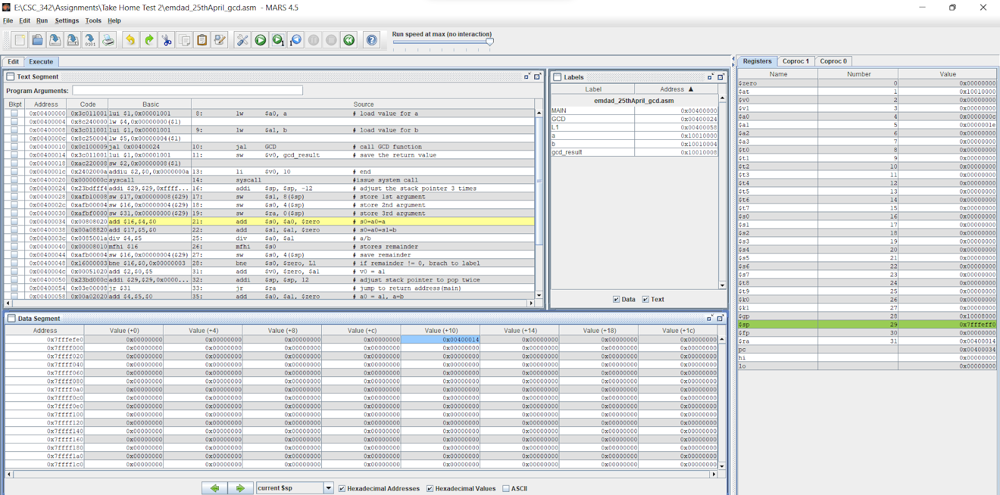 E:\CSC_342\Assignments\Take Home Test 2\emdad_25thApril_gcd.asm - MARS 4.5
File Edit Run Settings Tools Help
Run speed at max (no interaction)
Edit Execute
Text Segment
Program Arguments:
Bkpt Address Code Basic Source
0x00400000 0x3c011001 lui $1,0x00001001 8: lw $a0, a # load value for a
0x00400004 0x8c240000 lw $4,0x00000000($1)
0x00400008 0x3c011001 lui $1,0x00001001 9: lw $a1, b # load value for b
0x0040000c 0x8c250004 lw $5,0x00000004($1)
0x00400010 0x0c100009 jal 0x00400024 10: jal GCD # call GCD function
0x00400014 0x3c011001 lui $1,0x00001001 11: sw $v0, gcd_result # save the return value
0x00400018 0xac220008 sw $2,0x00000008($1)
0x0040001c 0x2402000a addiu $2,$0,0x0000000a 13: li $v0, 10 # end
0x00400020 0x0000000c syscall 14: syscall #issue system call
0x00400024 0x23bdfff4 addi $29,$29,0xffff... 16: addi $sp, $sp, -12 # adjust the stack pointer 3 times
0x00400028 0xafb10008 sw $17,0x00000008($29) 17: sw $s1, 8($sp) # store 1st argument
0x0040002c 0xafb00004 sw $16,0x00000004($29) 18: sw $s0, 4($sp) # store 2nd argument
0x00400030 0xafbf0000 sw $31,0x00000000($29) 19: sw $ra, 0($sp) # store 3rd argument
0x00400034 0x00808020 add $16,$4,$0 21: add $s0, $a0, $zero # s0=a0=a
0x00400038 0x00a08820 add $17,$5,$0 22: add $s1, $a1, $zero # s0=a0=s1=b
0x0040003c 0x0085001a div $4,$5 25: div $a0, $a1 # a/b
0x00400040 0x00008010 mfhi $16 26: mfhi $s0 # stores remainder
0x00400044 0xafb00004 sw $16,0x00000004($29) 27: sw $s0, 4($sp) # save remainder
0x00400048 0x16000003 bne $16,$0,0x00000003 28: bne $s0, $zero, L1 # if remainder != 0, brach to label
0x0040004c 0x00051020 add $2,$0,$5 31: add $v0, $zero, $a1 # v0 = a1
0x00400050 0x23bd000c addi $29,$29,0x0000... 32: addi $sp, $sp, 12 # adjust stack pointer to pop twice
0x00400054 0x03e00008 jr $31 33: jr $ra # jump to return address(main)
0x00400058 0x00a02020 add $4,$5,$0 35: add $a0, $a1, $zero # a0 = a1, a=b
Labels
Label Address ▲
emdad_25thApril_gcd.asm
MAIN 0x00400000
GCD 0x00400024
L1 0x00400058
a 0x10010000
b 0x10010004
gcd_result 0x10010008
Data Text
Data Segment
Address Value (+0) Value (+4) Value (+8) Value (+c) Value (+10) Value (+14) Value (+18) Value (+1c)
0x7fffefe0 0x00000000 0x00000000 0x00000000 0x00000000 0x00400014 0x00000000 0x00000000 0x00000000
0x7ffff000 0x00000000 0x00000000 0x00000000 0x00000000 0x00000000 0x00000000 0x00000000 0x00000000
0x7ffff020 0x00000000 0x00000000 0x00000000 0x00000000 0x00000000 0x00000000 0x00000000 0x00000000
0x7ffff040 0x00000000 0x00000000 0x00000000 0x00000000 0x00000000 0x00000000 0x00000000 0x00000000
0x7ffff060 0x00000000 0x00000000 0x00000000 0x00000000 0x00000000 0x00000000 0x00000000 0x00000000
0x7ffff080 0x00000000 0x00000000 0x00000000 0x00000000 0x00000000 0x00000000 0x00000000 0x00000000
0x7ffff0a0 0x00000000 0x00000000 0x00000000 0x00000000 0x00000000 0x00000000 0x00000000 0x00000000
0x7ffff0c0 0x00000000 0x00000000 0x00000000 0x00000000 0x00000000 0x00000000 0x00000000 0x00000000
0x7ffff0e0 0x00000000 0x00000000 0x00000000 0x00000000 0x00000000 0x00000000 0x00000000 0x00000000
0x7ffff100 0x00000000 0x00000000 0x00000000 0x00000000 0x00000000 0x00000000 0x00000000 0x00000000
0x7ffff120 0x00000000 0x00000000 0x00000000 0x00000000 0x00000000 0x00000000 0x00000000 0x00000000
0x7ffff140 0x00000000 0x00000000 0x00000000 0x00000000 0x00000000 0x00000000 0x00000000 0x00000000
0x7ffff160 0x00000000 0x00000000 0x00000000 0x00000000 0x00000000 0x00000000 0x00000000 0x00000000
0x7ffff180 0x00000000 0x00000000 0x00000000 0x00000000 0x00000000 0x00000000 0x00000000 0x00000000
0x7ffff1a0 0x00000000 0x00000000 0x00000000 0x00000000 0x00000000 0x00000000 0x00000000 0x00000000
0x7ffff1c0 0x00000000 0x00000000 0x00000000 0x00000000 0x00000000 0x00000000 0x00000000 0x00000000
current $sp Hexadecimal Addresses Hexadecimal Values ASCII
Registers Coproc 1 Coproc 0
Name Number Value
$zero 0 0x00000000
$at 1 0x10010000
$v0 2 0x00000000
$v1 3 0x00000000
$a0 4 0x0000000c
$a1 5 0x0000001e
$a2 6 0x00000000
$a3 7 0x00000000
$t0 8 0x00000000
$t1 9 0x00000000
$t2 10 0x00000000
$t3 11 0x00000000
$t4 12 0x00000000
$t5 13 0x00000000
$t6 14 0x00000000
$t7 15 0x00000000
$s0 16 0x00000000
$s1 17 0x00000000
$s2 18 0x00000000
$s3 19 0x00000000
$s4 20 0x00000000
$s5 21 0x00000000
$s6 22 0x00000000
$s7 23 0x00000000
$t8 24 0x00000000
$t9 25 0x00000000
$k0 26 0x00000000
$k1 27 0x00000000
$gp 28 0x10008000
$sp 29 0x7fffeff0
$fp 30 0x00000000
$ra 31 0x00400014
pc 0x00400034
hi 0x00000000
lo 0x00000000